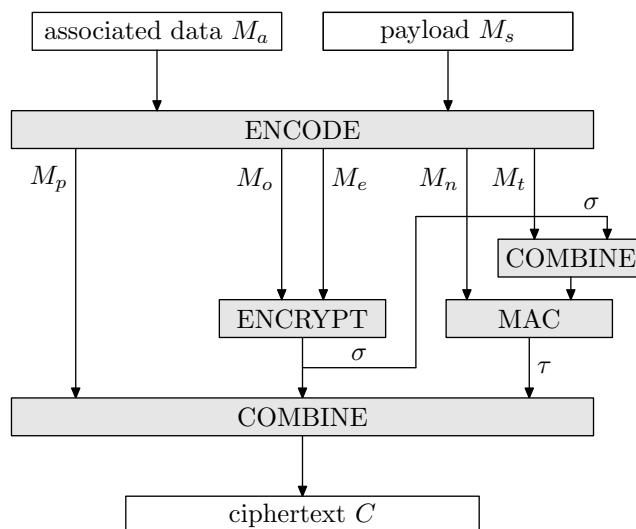 associated data M_a
payload M_s
ENCODE
M_p M_o M_e M_n M_t
σ
COMBINE
ENCRYPT MAC
σ τ
COMBINE
ciphertext C